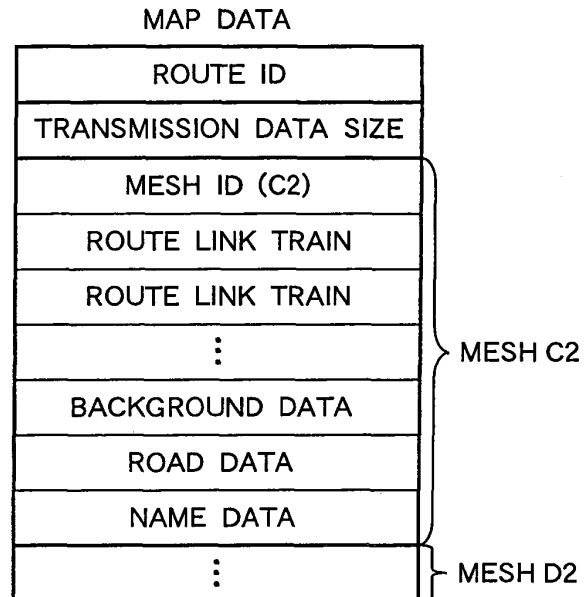 MAP DATA
ROUTE ID
TRANSMISSION DATA SIZE
MESH ID (C2)
ROUTE LINK TRAIN
ROUTE LINK TRAIN
⋮
MESH C2
BACKGROUND DATA
ROAD DATA
NAME DATA
⋮
MESH D2